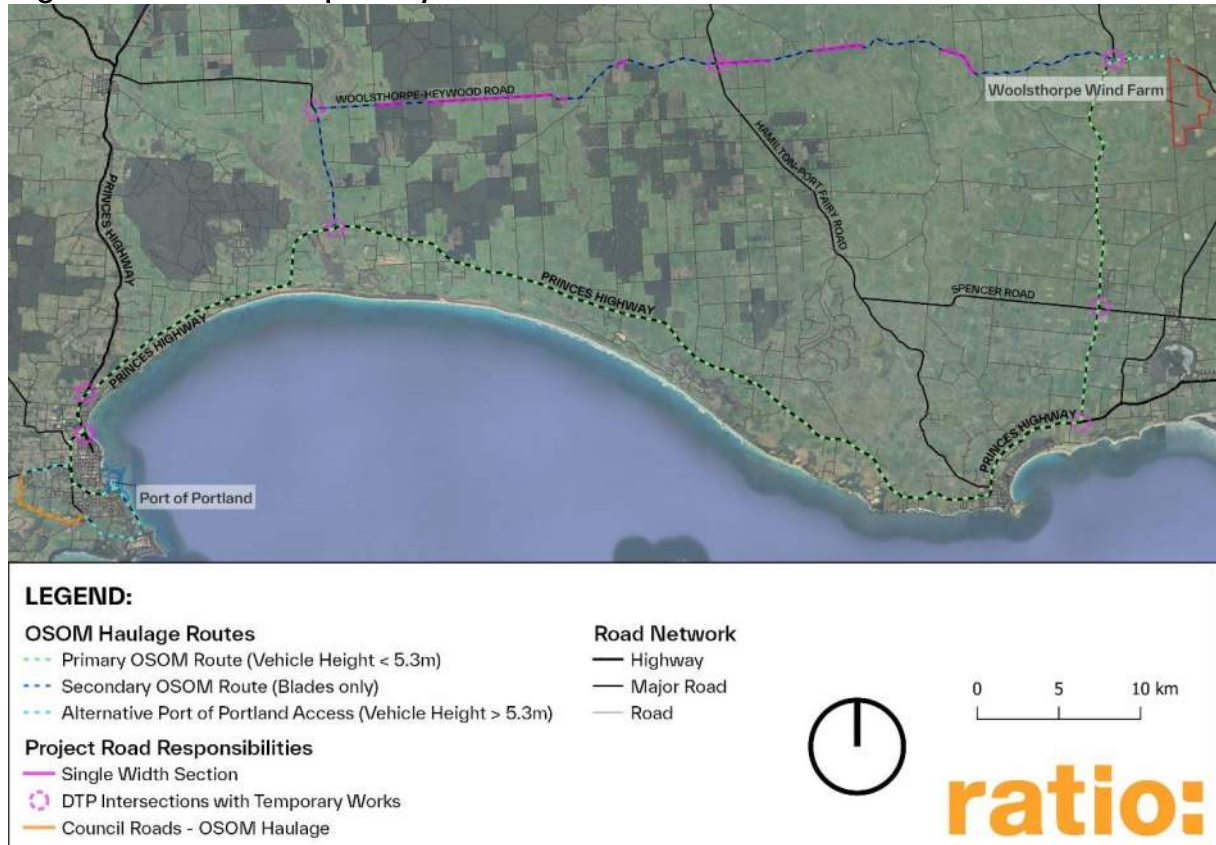 WOOLSTHORPE-HEYWOOD ROAD
Woolsthorpe Wind Farm
PRINCES HIGHWAY
HAMILTON-PORT FAIRY ROAD
PRINCES HIGHWAY
SPENCER ROAD
PRINCES HIGHWAY
PRINCES HIGHWAY
Port of Portland
LEGEND:
OSOM Haulage Routes
Primary OSOM Route (Vehicle Height < 5.3m)
Secondary OSOM Route (Blades only)
Alternative Port of Portland Access (Vehicle Height > 5.3m)
Project Road Responsibilities
Single Width Section
DTP Intersections with Temporary Works
Council Roads - OSOM Haulage
Road Network
Highway
Major Road
Road
0 5 10 km
ratio: